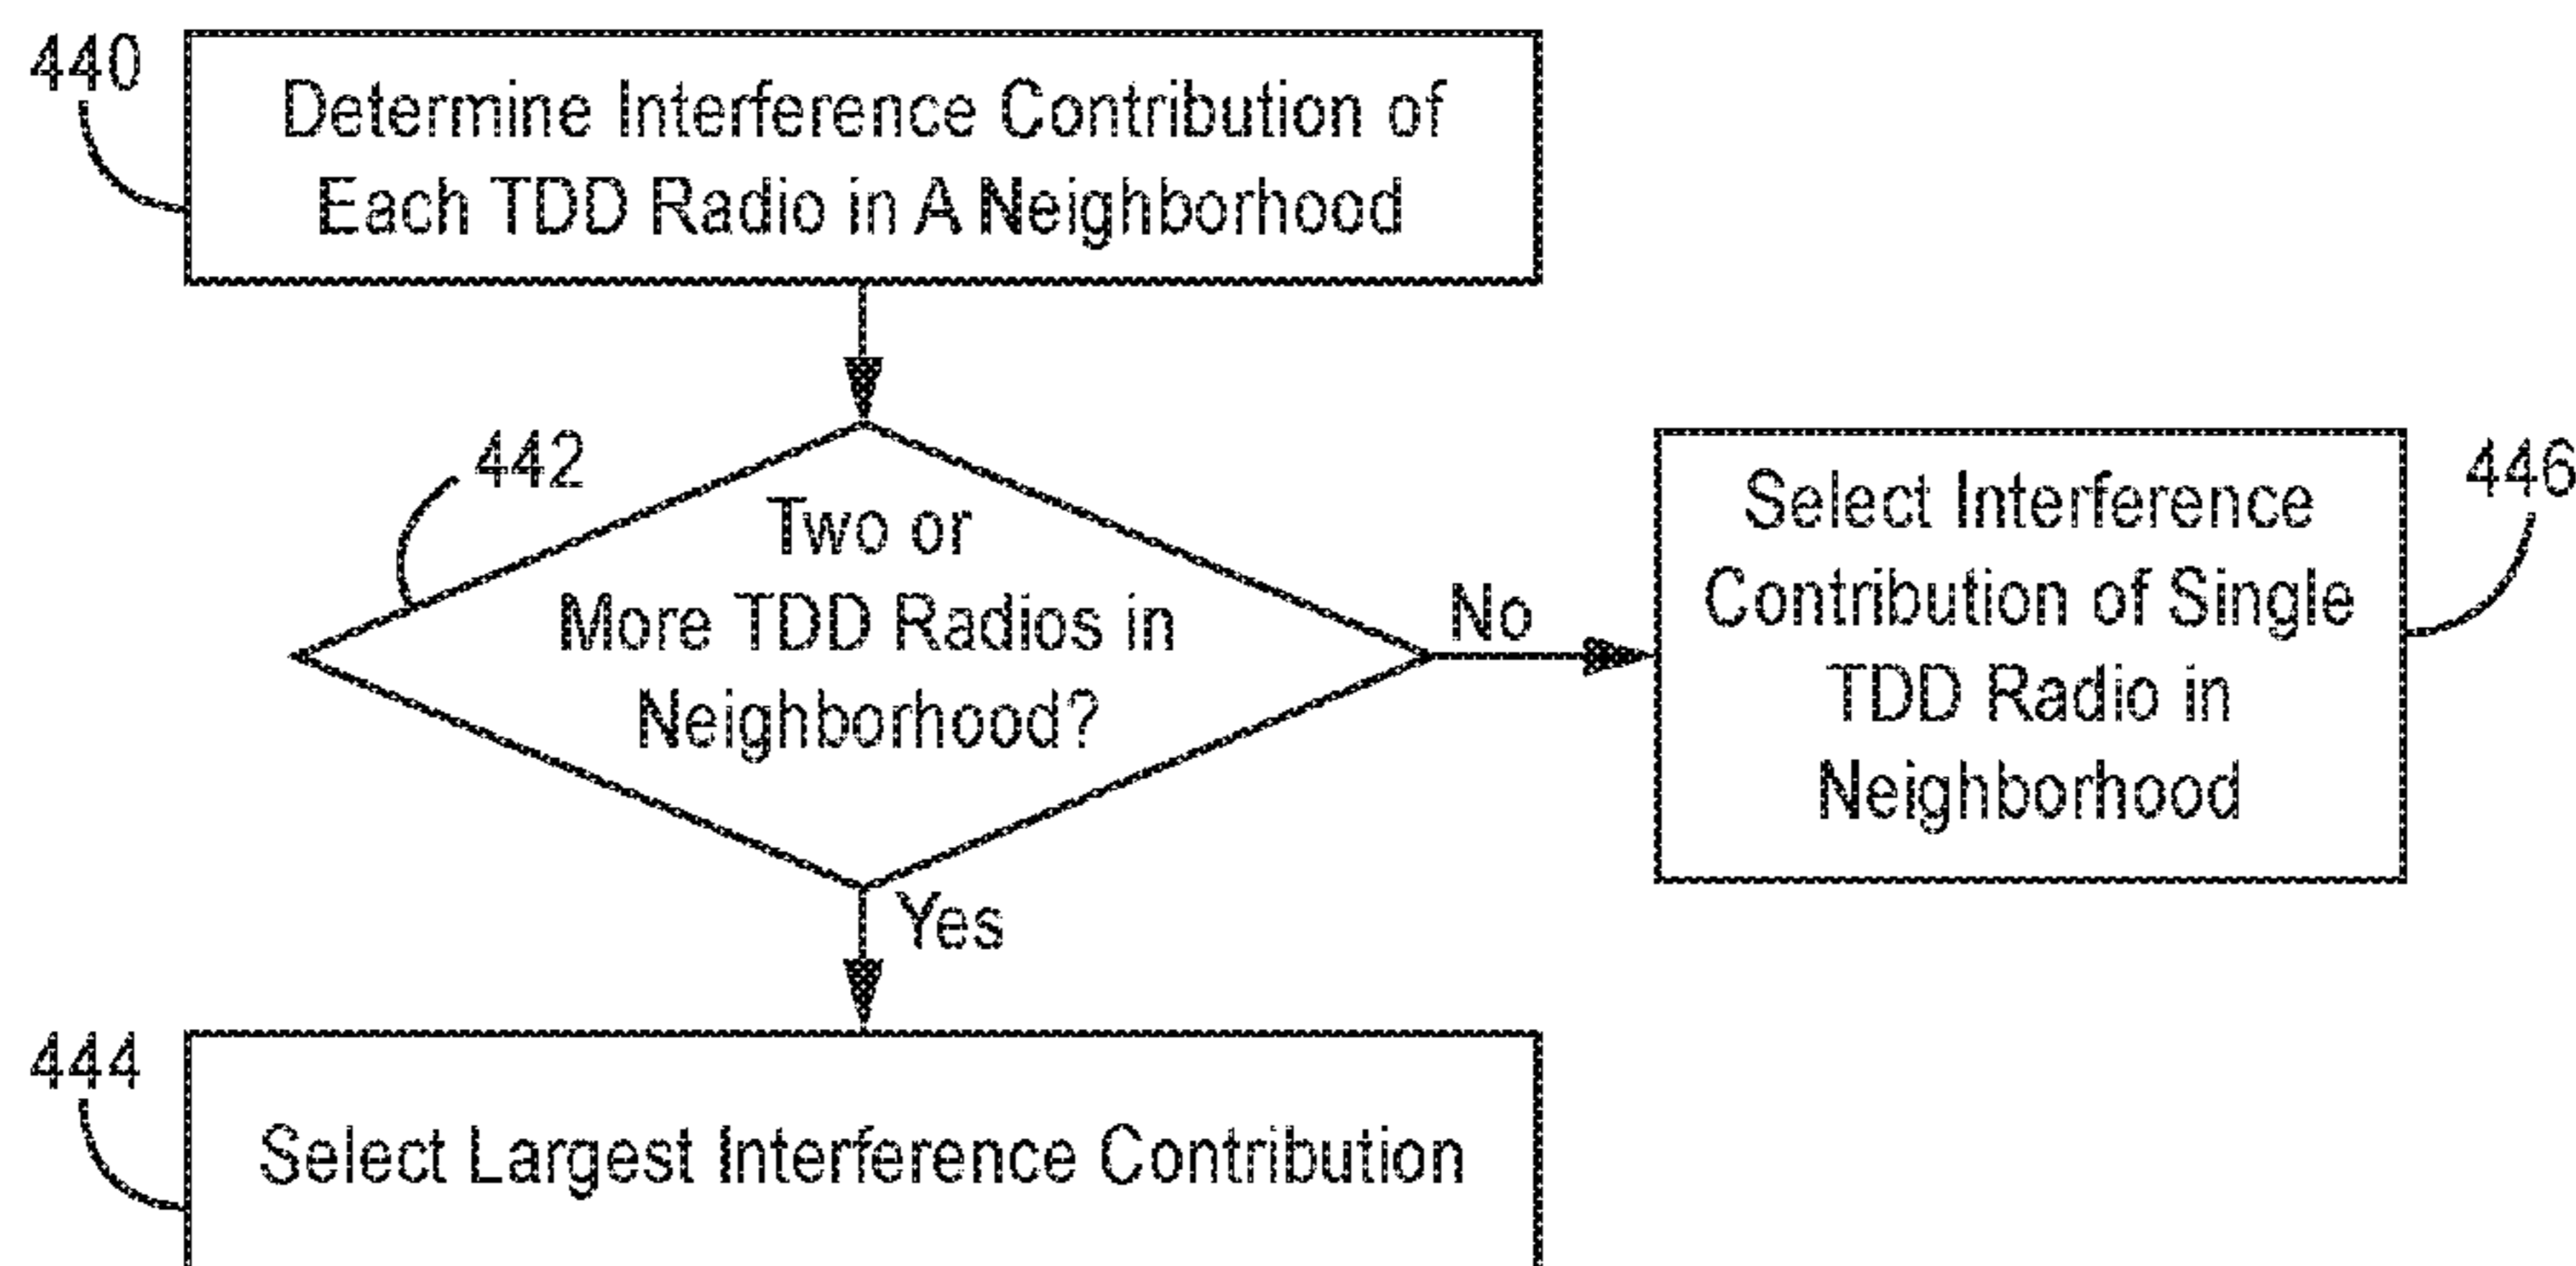 440
Determine Interference Contribution of
Each TDD Radio in A Neighborhood
442
Two or
More TDD Radios in
Neighborhood?
No
Select Interference
Contribution of Single
TDD Radio in
Neighborhood
446
Yes
444
Select Largest Interference Contribution